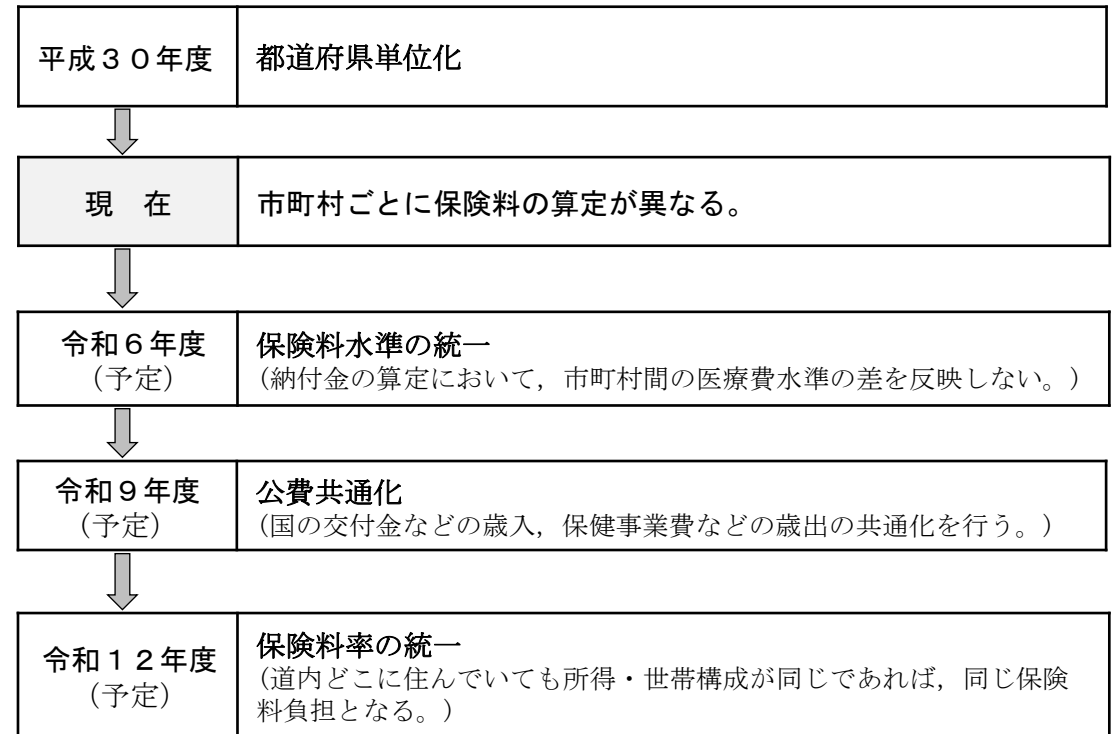 平成３０年度
都道府県単位化
現　在
市町村ごとに保険料の算定が異なる。
令和６年度
（予定）
保険料水準の統一
（納付金の算定において，市町村間の医療費水準の差を反映しない。）
令和９年度
（予定）
公費共通化
（国の交付金などの歳入，保健事業費などの歳出の共通化を行う。）
令和１２年度
（予定）
保険料率の統一
（道内どこに住んでいても所得・世帯構成が同じであれば，同じ保険
料負担となる。）